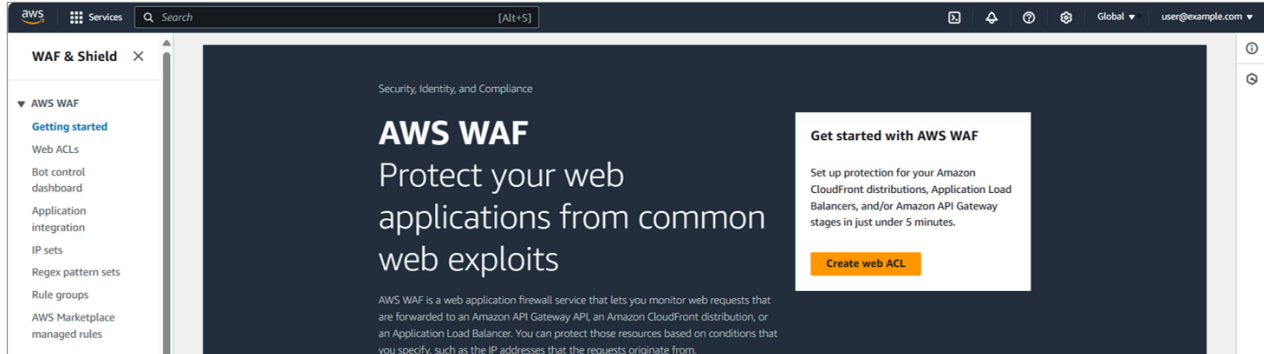 aws Services Search [Alt+S] Global user@example.com
WAF & Shield
AWS WAF
Getting started
Web ACLs
Bot control
dashboard
Application
integration
IP sets
Regex pattern sets
Rule groups
AWS Marketplace
managed rules
Security, Identity, and Compliance
AWS WAF
Protect your web
applications from common
web exploits
AWS WAF is a web application firewall service that lets you monitor web requests that
are forwarded to an Amazon API Gateway API, an Amazon CloudFront distribution, or
an Application Load Balancer. You can protect those resources based on conditions that
you specify, such as the IP addresses that the requests originate from.
Get started with AWS WAF
Set up protection for your Amazon
CloudFront distributions, Application Load
Balancers, and/or Amazon API Gateway
stages in just under 5 minutes.
Create web ACL